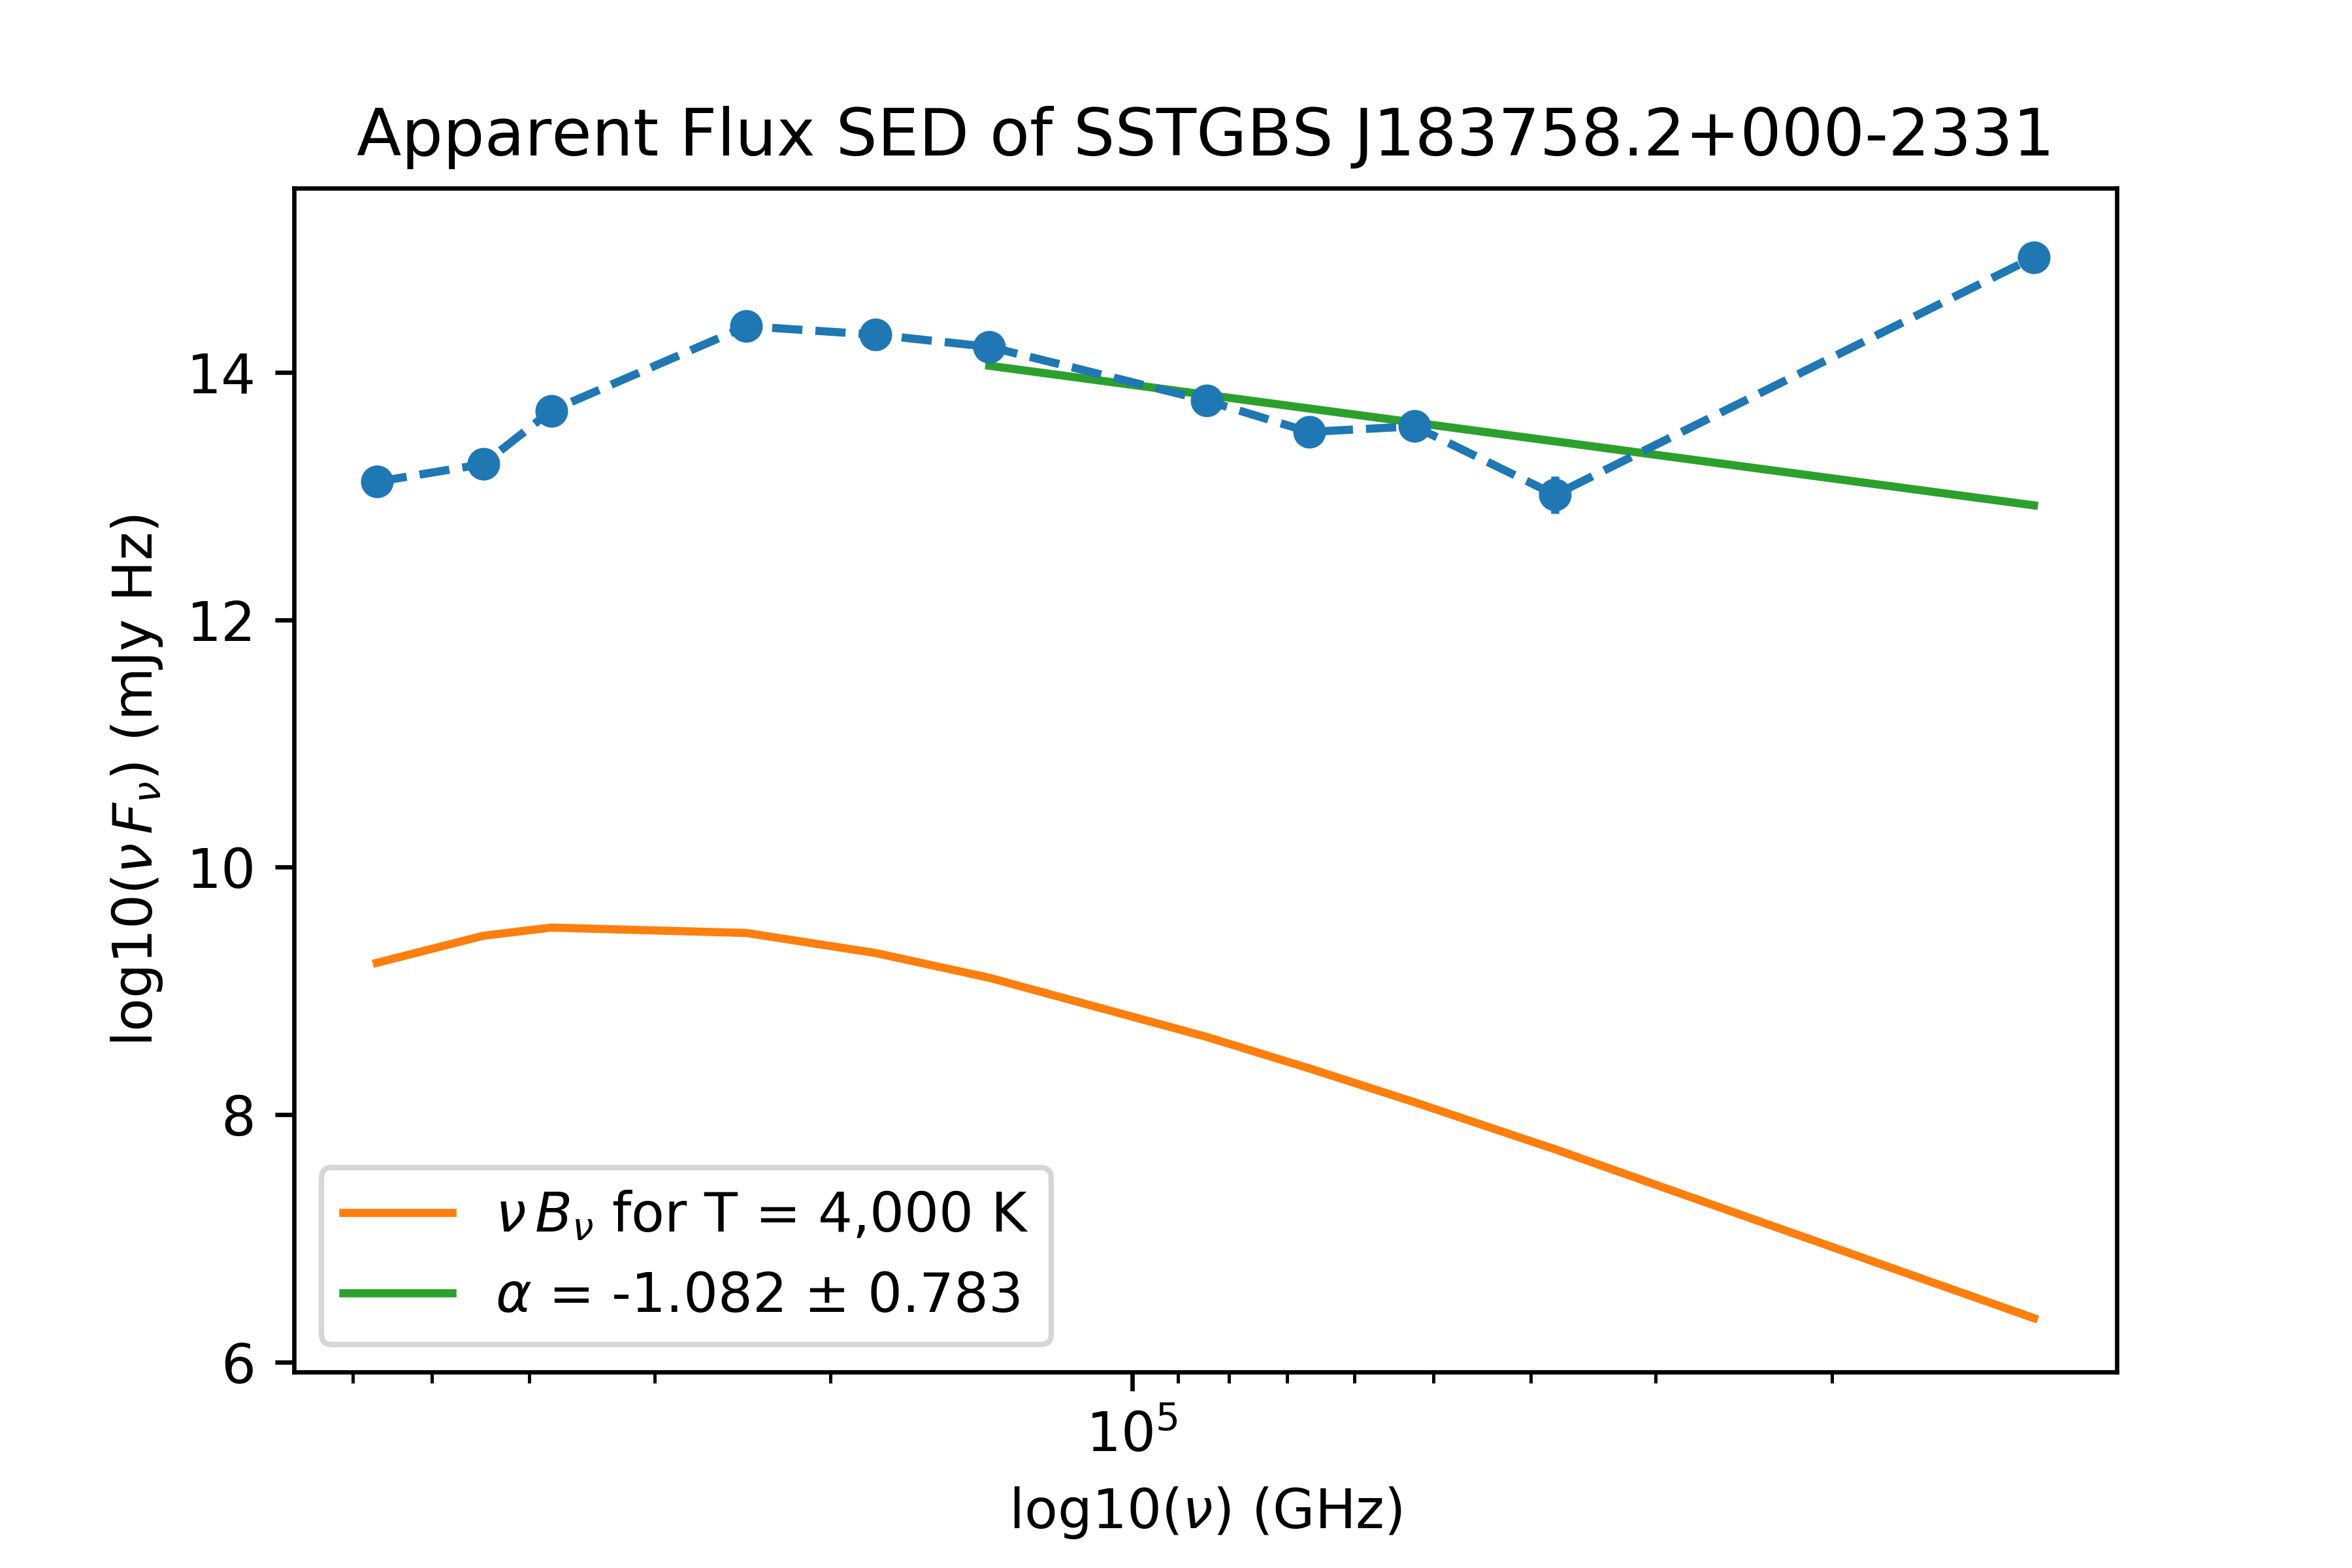 Apparent Flux SED of SSTGBS J183758.2+000-2331
log10(ν F_ν) (mJy Hz)
14
12
10
8
6
ν B_ν for T = 4,000 K
α = -1.082 ± 0.783
10^5
log10(ν) (GHz)